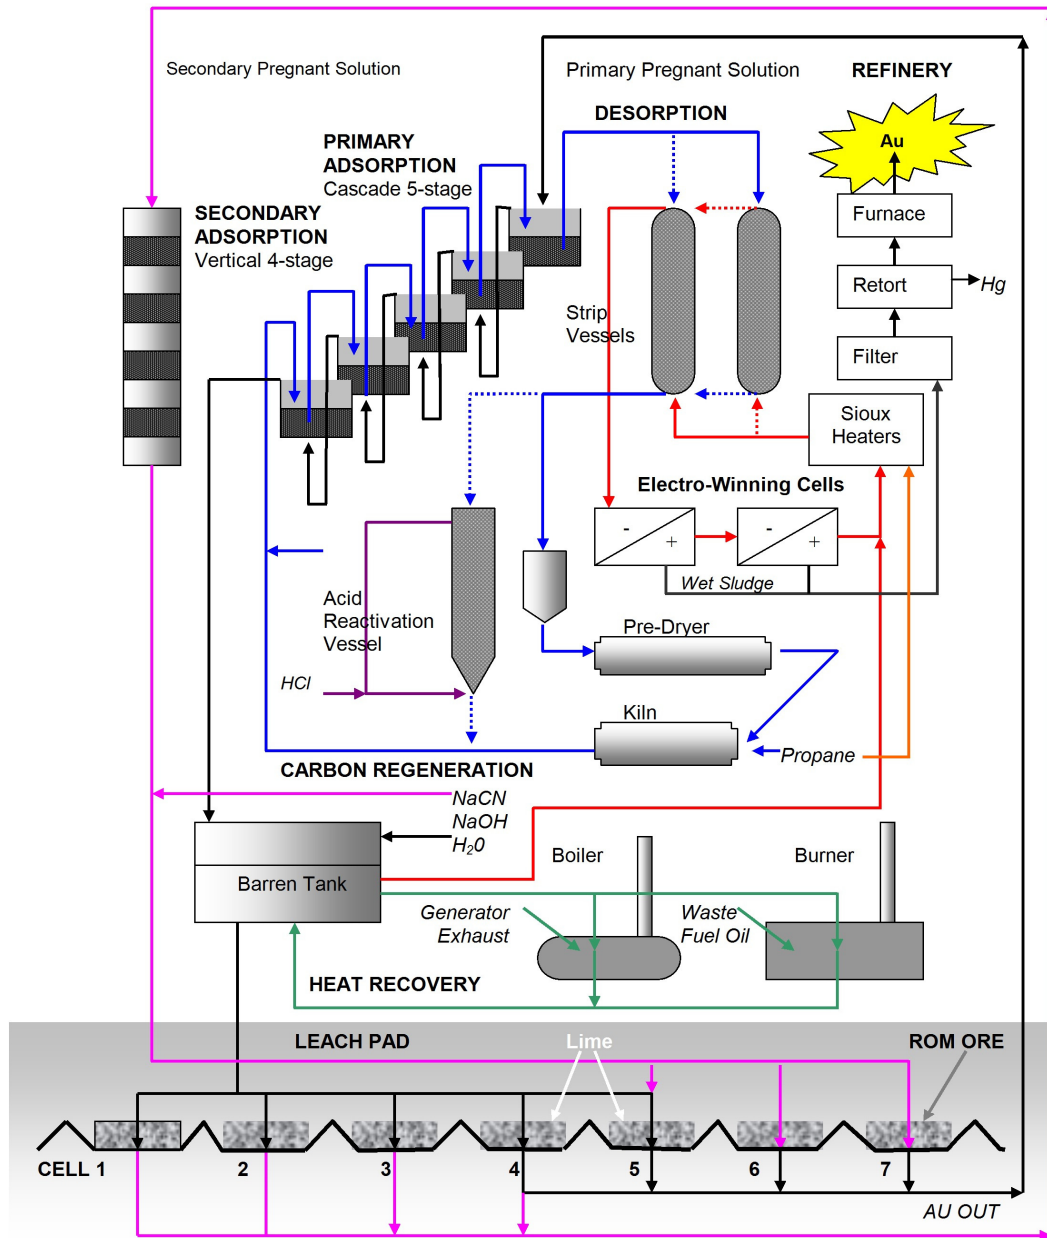 Secondary Pregnant Solution
Primary Pregnant Solution
REFINERY
DESORPTION
Au
PRIMARY
ADSORPTION
Cascade 5-stage
SECONDARY
ADSORPTION
Vertical 4-stage
Furnace
Retort
Hg
Strip
Vessels
Filter
Sioux
Heaters
Electro-Winning Cells
-
+
-
+
Wet Sludge
Acid
Reactivation
Vessel
Pre-Dryer
HCl
Kiln
Propane
CARBON REGENERATION
NaCN
NaOH
H20
Barren Tank
Boiler
Burner
Generator
Exhaust
Waste
Fuel Oil
HEAT RECOVERY
LEACH PAD
Lime
ROM ORE
CELL 1
2
3
4
5
6
7
AU OUT